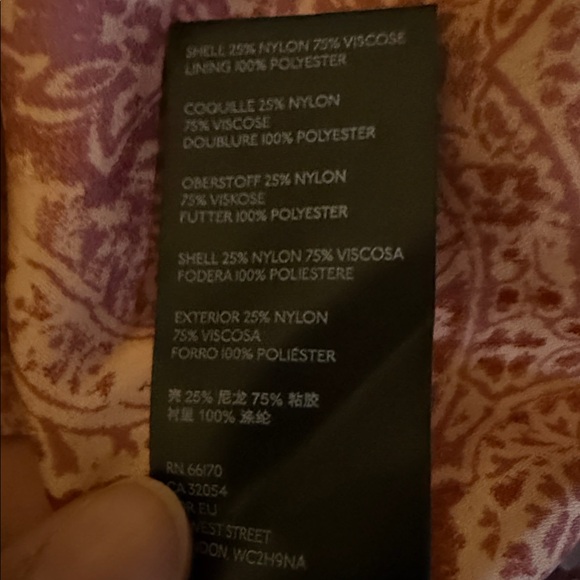 SHELL 25% NYLON 75% VISCOSE
LINING 100% POLYESTER
COQUILLE 25% NYLON
75% VISCOSE
DOUBLURE 100% POLYESTER
OBERSTOFF 25% NYLON
75% VISKOSE
FUTTER 100% POLYESTER
SHELL 25% NYLON 75% VISCOSA
FODERA 100% POLIESTERE
EXTERIOR 25% NYLON
75% VISCOSA
FORRO 100% POLIÉSTER
25% 尼龙 75% 粘胶
衬里 100% 涤纶
RN 66170
CA 32054
EU
WEST STREET
WC2H9NA